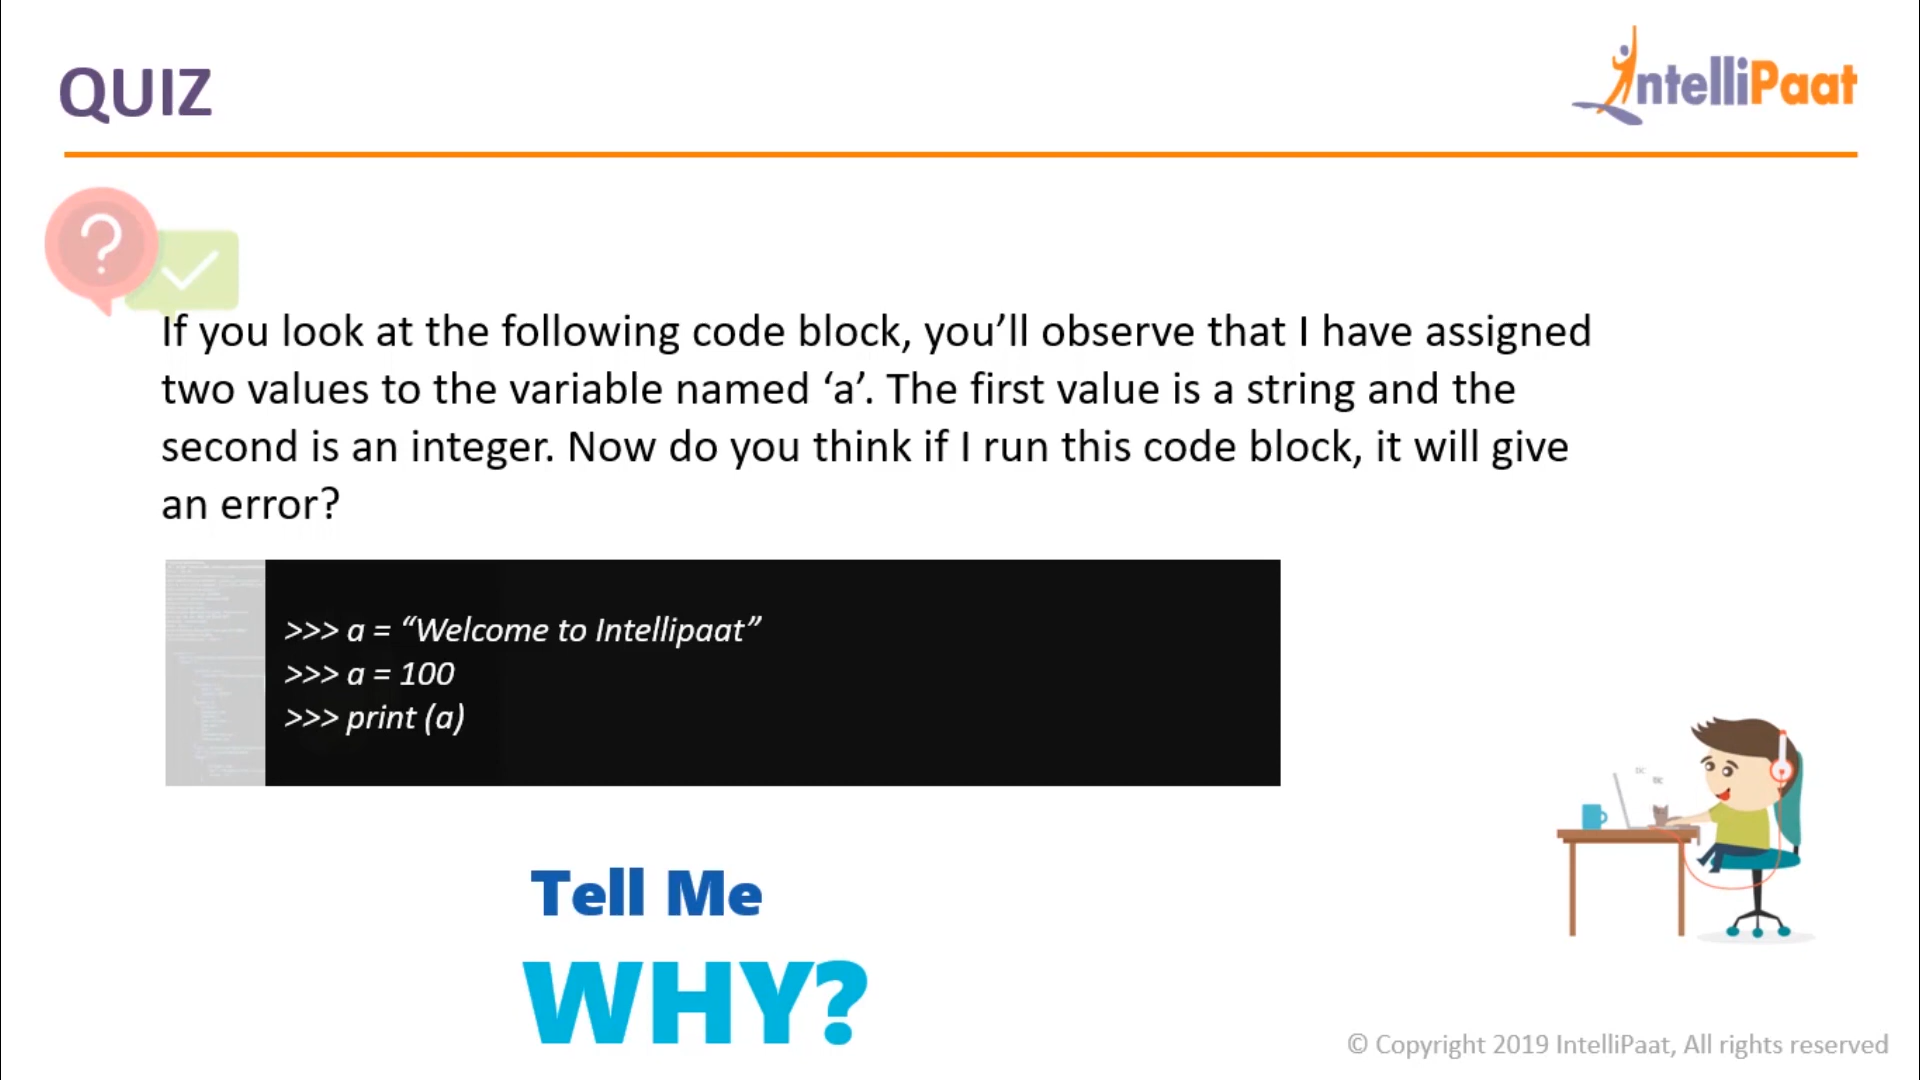 QUIZ
IntelliPaat
If you look at the following code block, you’ll observe that I have assigned
two values to the variable named ‘a’. The first value is a string and the
second is an integer. Now do you think if I run this code block, it will give
an error?
>>> a = “Welcome to Intellipaat”
>>> a = 100
>>> print (a)
Tell Me
WHY?
© Copyright 2019 IntelliPaat, All rights reserved